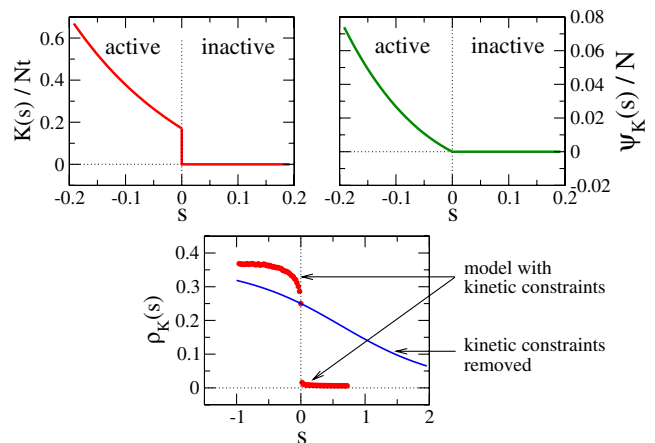 K(s) / Nt
0.6
0.4
0.2
0
active
inactive
-0.2
-0.1
0
0.1
0.2
s
active
inactive
0.08
0.06
0.04
0.02
0
-0.02
ψK(s) / N
-0.2
-0.1
0
0.1
0.2
s
ρK(s)
0.4
0.3
0.2
0.1
0
-1
0
1
2
s
model with
kinetic constraints
kinetic constraints
removed